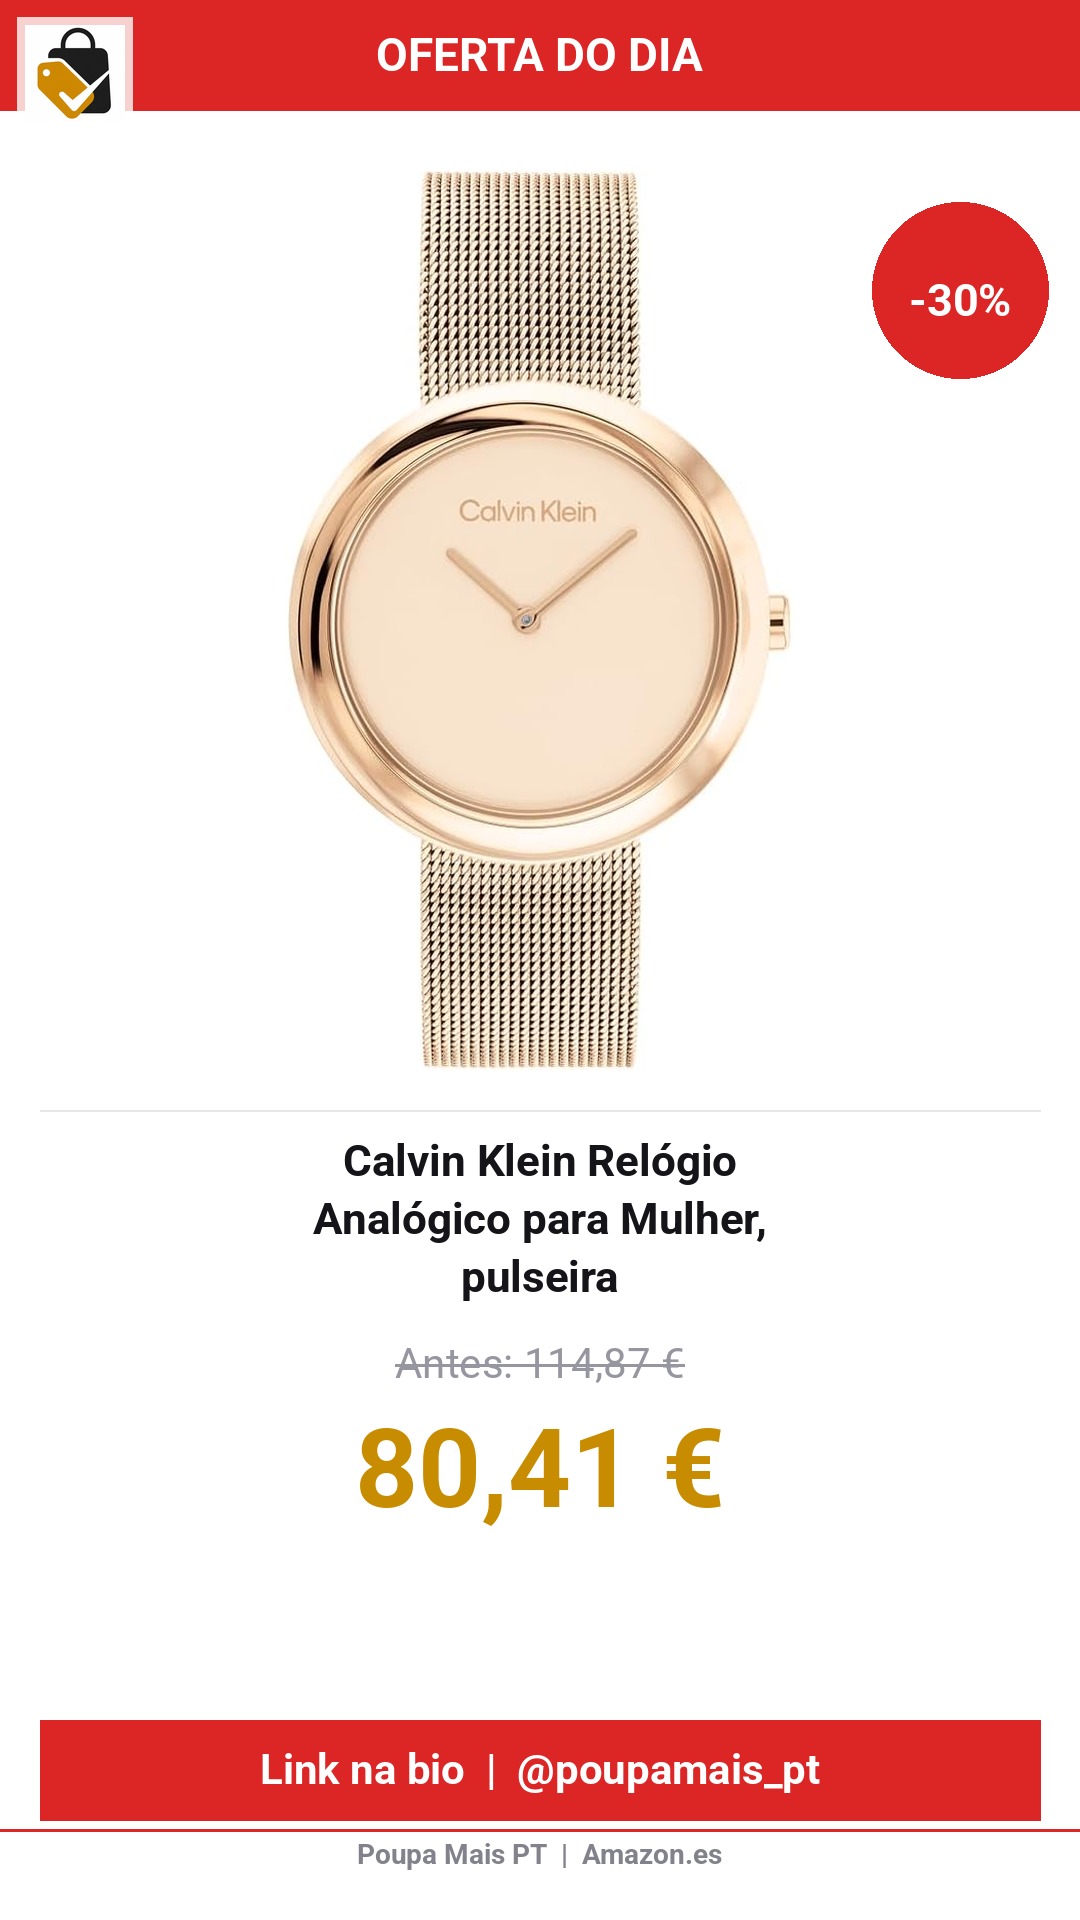 OFERTA DO DIA
-30%
Calvin Klein
Calvin Klein Relógio
Analógico para Mulher,
pulseira
Antes: 114,87 €
80,41 €
Link na bio | @poupamais_pt
Poupa Mais PT | Amazon.es